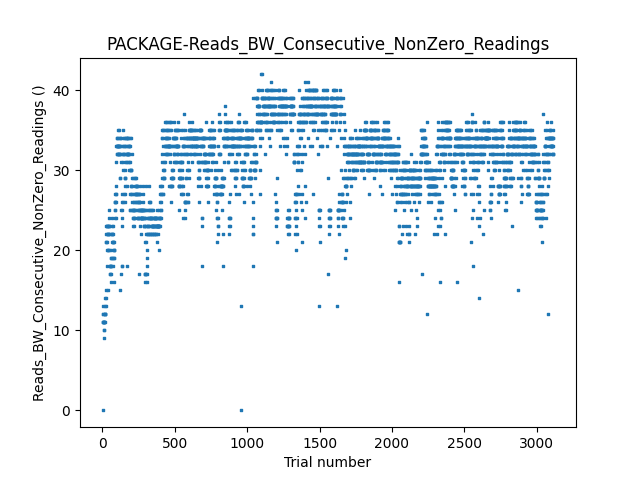 PACKAGE-Reads_BW_Consecutive_NonZero_Readings
Reads_BW_Consecutive_NonZero_Readings ()
40
30
20
10
0
0 500 1000 1500 2000 2500 3000
Trial number